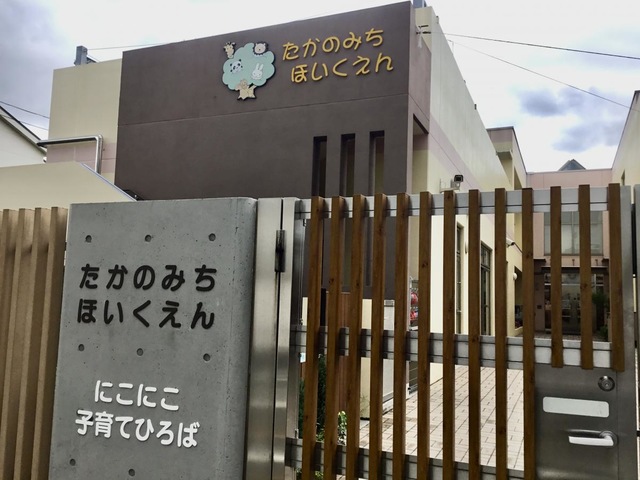 たかのみち
ほいくえん
たかのみち
ほいくえん
にこにこ
子育てひろば